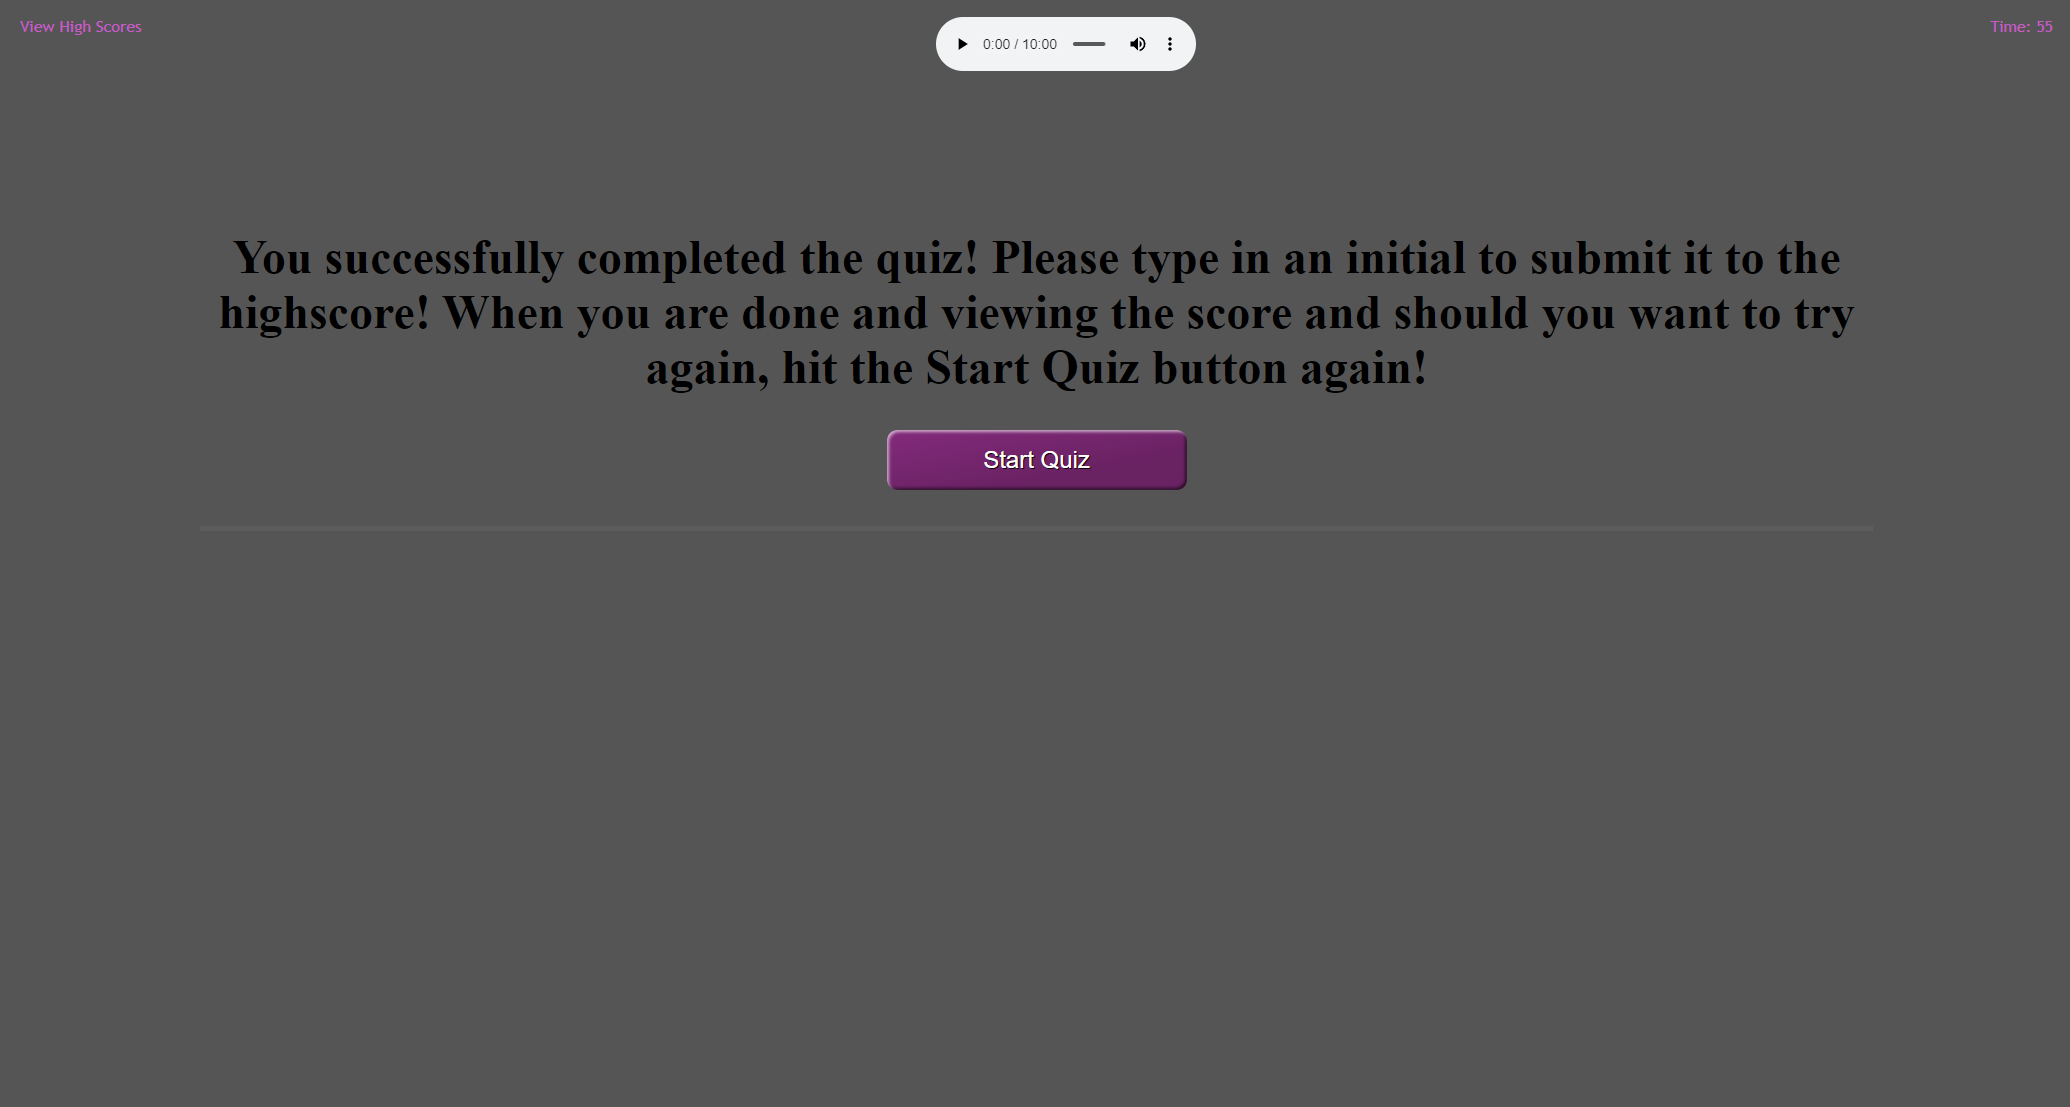 View High Scores
0:00 / 10:00
Time: 55
You successfully completed the quiz! Please type in an initial to submit it to the
highscore! When you are done and viewing the score and should you want to try
again, hit the Start Quiz button again!
Start Quiz